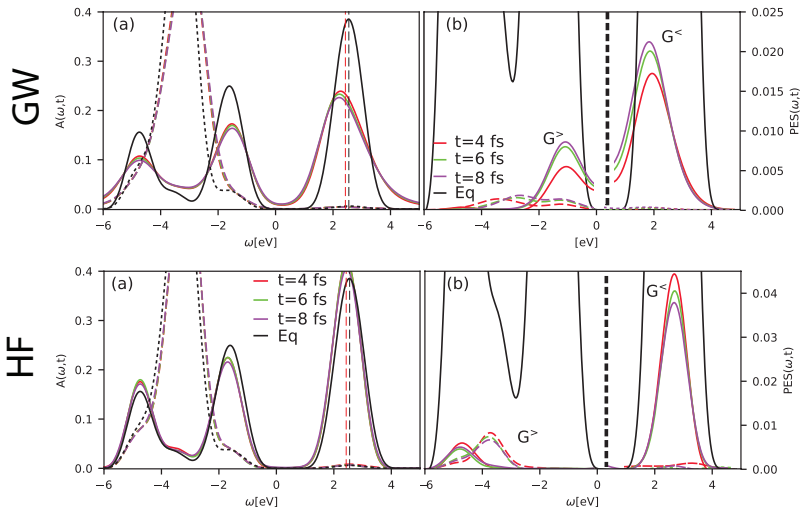 GW
(a)
0.4
0.3
0.2
0.1
0.0
A(ω,t)
−6 −4 −2 0 2 4
ω[eV]
(b)
G<
G>
t=4 fs
t=6 fs
t=8 fs
Eq
0.025
0.020
0.015
0.010
0.005
0.000
PES(ω,t)
−6 −4 −2 0 2 4
[eV]
HF
(a)
t=4 fs
t=6 fs
t=8 fs
Eq
0.4
0.3
0.2
0.1
0.0
A(ω,t)
−6 −4 −2 0 2 4
ω[eV]
(b)
G<
G>
0.04
0.03
0.02
0.01
0.00
PES(ω,t)
−6 −4 −2 0 2 4
ω[eV]